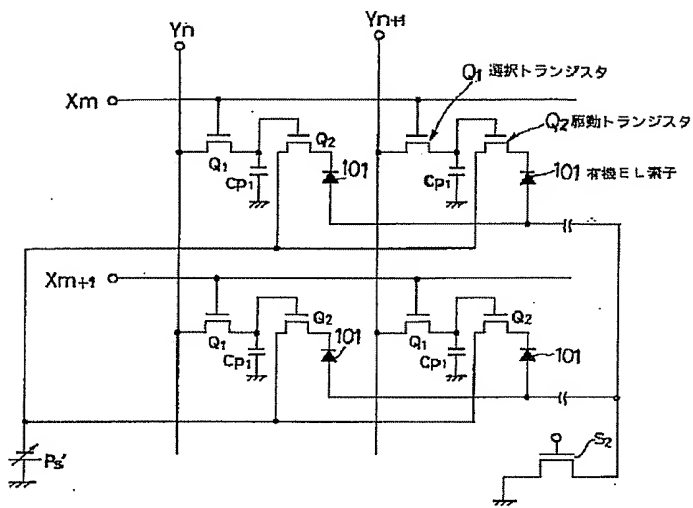 Yn
Yn+1
Xm
Q1 選択トランジスタ
Q2 駆動トランジスタ
Q1
Q2
Cp1
101
Cp1
101 有機EL素子
Xm+1
Q1
Q2
Cp1
101
Q1
Q2
Cp1
101
Ps'
S2